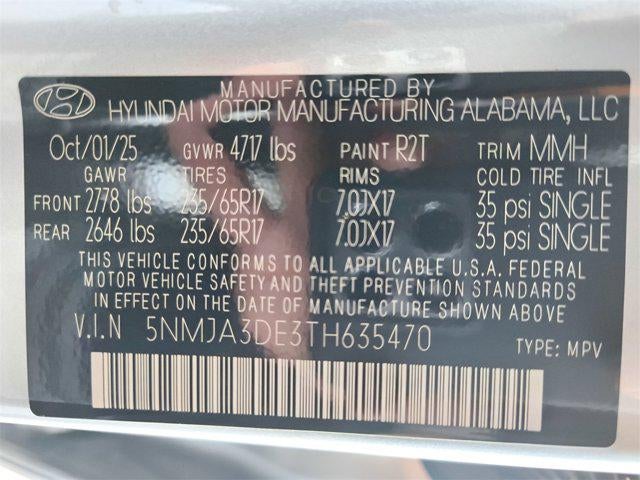 MANUFACTURED BY
HYUNDAI MOTOR MANUFACTURING ALABAMA, LLC
Oct/01/25 GVWR 4717 lbs PAINT R2T TRIM MMH
GAWR TIRES RIMS COLD TIRE INFL
FRONT 2778 lbs 235/65R17 7.0JX17 35 psi SINGLE
REAR 2646 lbs 235/65R17 7.0JX17 35 psi SINGLE
THIS VEHICLE CONFORMS TO ALL APPLICABLE U.S.A. FEDERAL
MOTOR VEHICLE SAFETY AND THEFT PREVENTION STANDARDS
IN EFFECT ON THE DATE OF MANUFACTURE SHOWN ABOVE.
V.I.N 5NMJA3DE3TH635470 TYPE: MPV